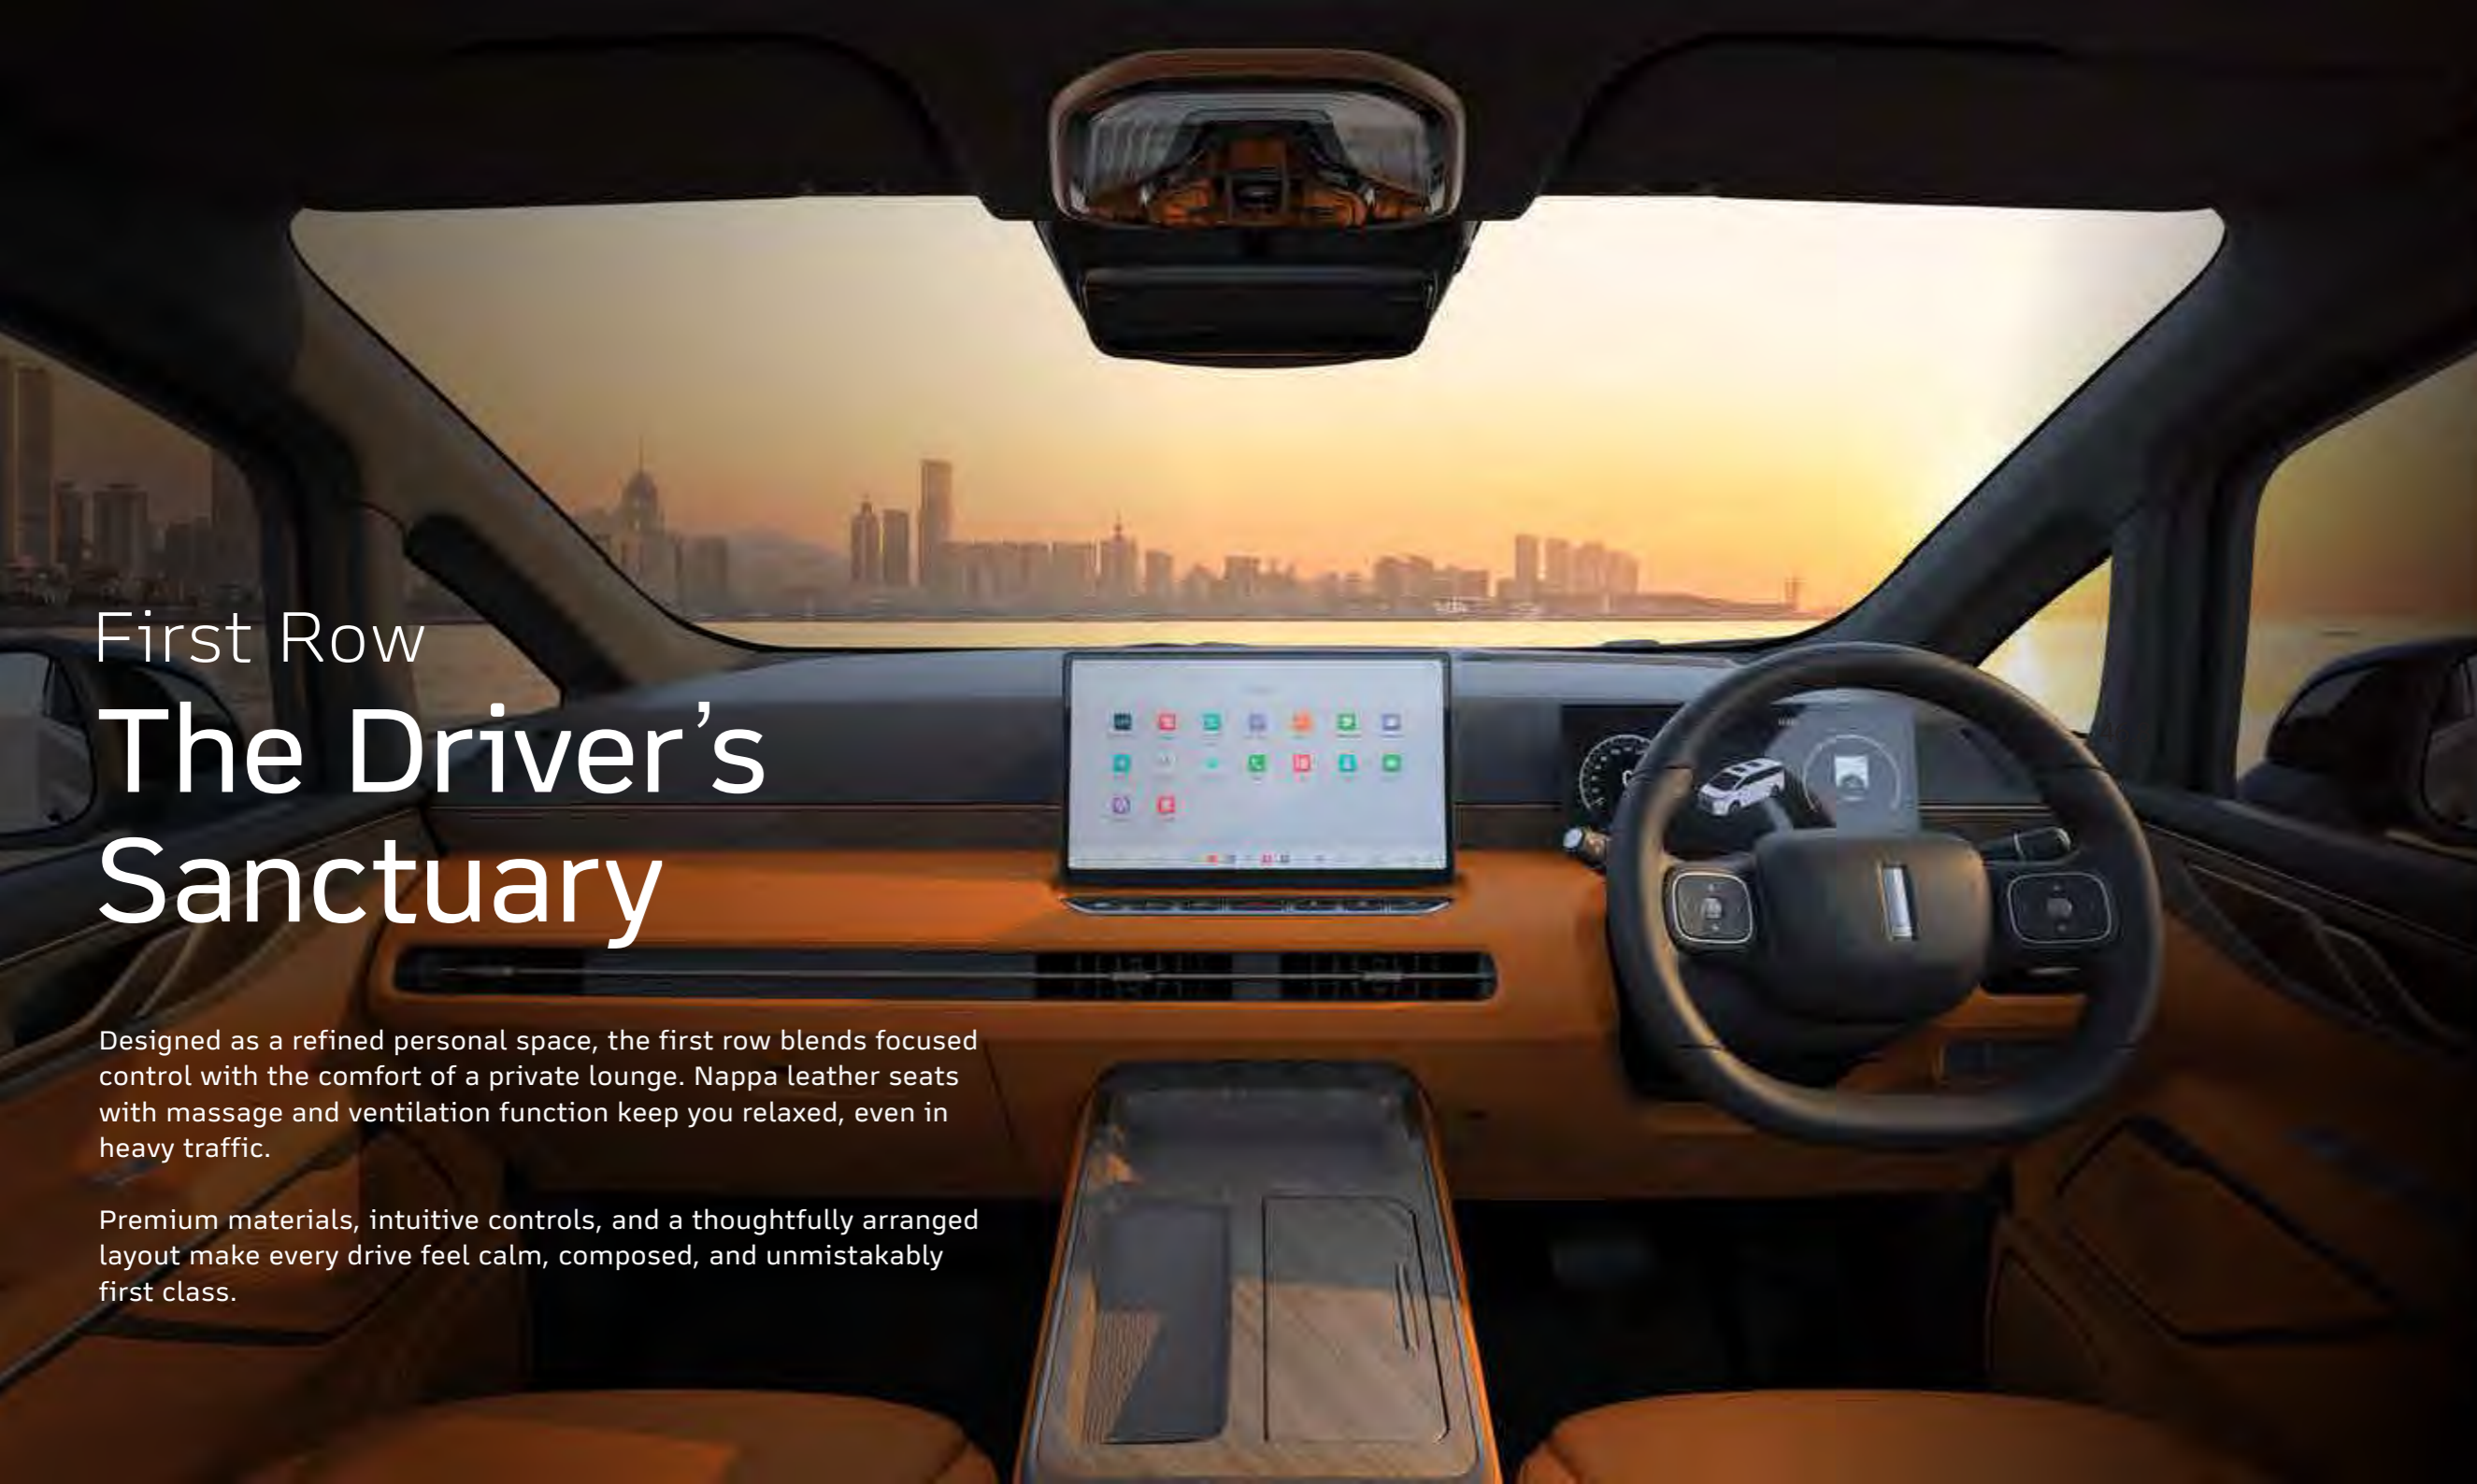 First Row
The Driver’s
Sanctuary
Designed as a refined personal space, the first row blends focused
control with the comfort of a private lounge. Nappa leather seats
with massage and ventilation function keep you relaxed, even in
heavy traffic.
Premium materials, intuitive controls, and a thoughtfully arranged
layout make every drive feel calm, composed, and unmistakably
first class.